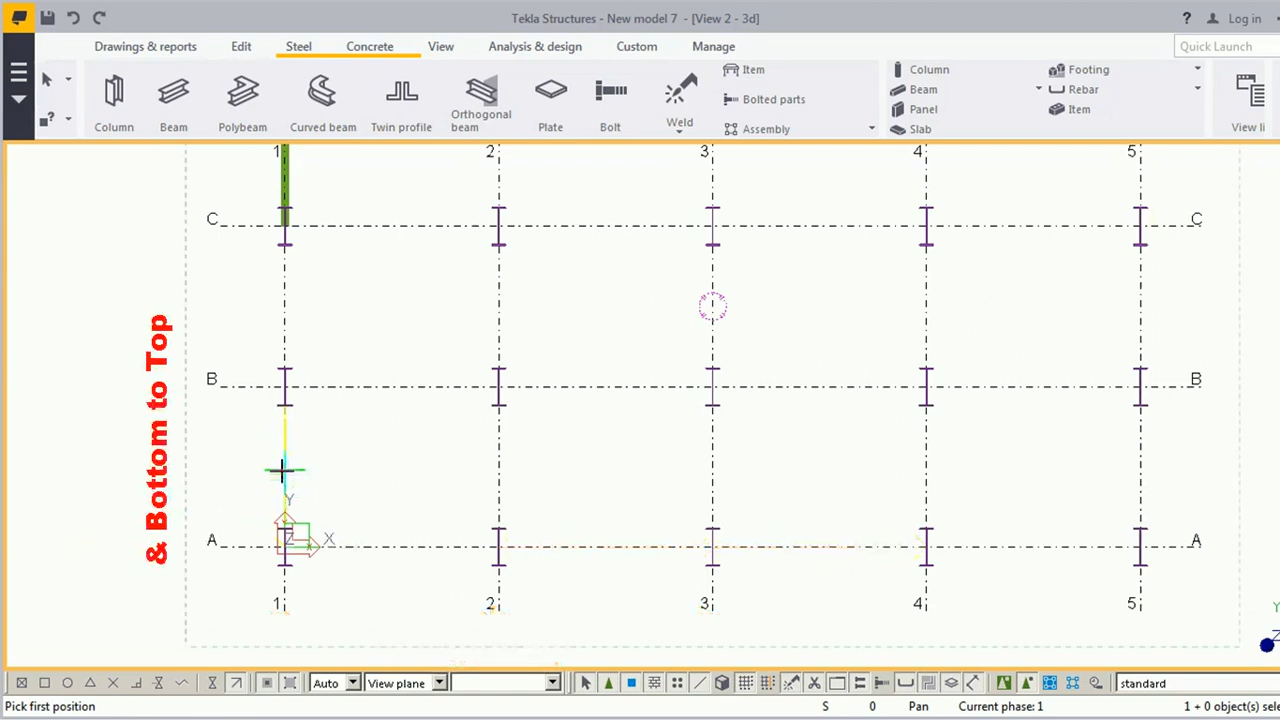 Tekla Structures - New model 7 - [View 2 - 3d]
? Log in
Drawings & reports Edit Steel Concrete View Analysis & design Custom Manage
Quick Launch
Column Beam Polybeam Curved beam Twin profile Orthogonal beam Plate Bolt Weld
Item
Bolted parts
Assembly
Column
Beam
Panel
Slab
Footing
Rebar
Item
View li
1 2 3 4 5
C C
B B
A A
Y
Z X
1 2 3 4 5
& Bottom to Top
Y
Z
Auto View plane standard
Pick first position S 0 Pan Current phase: 1 1 + 0 object(s) sele